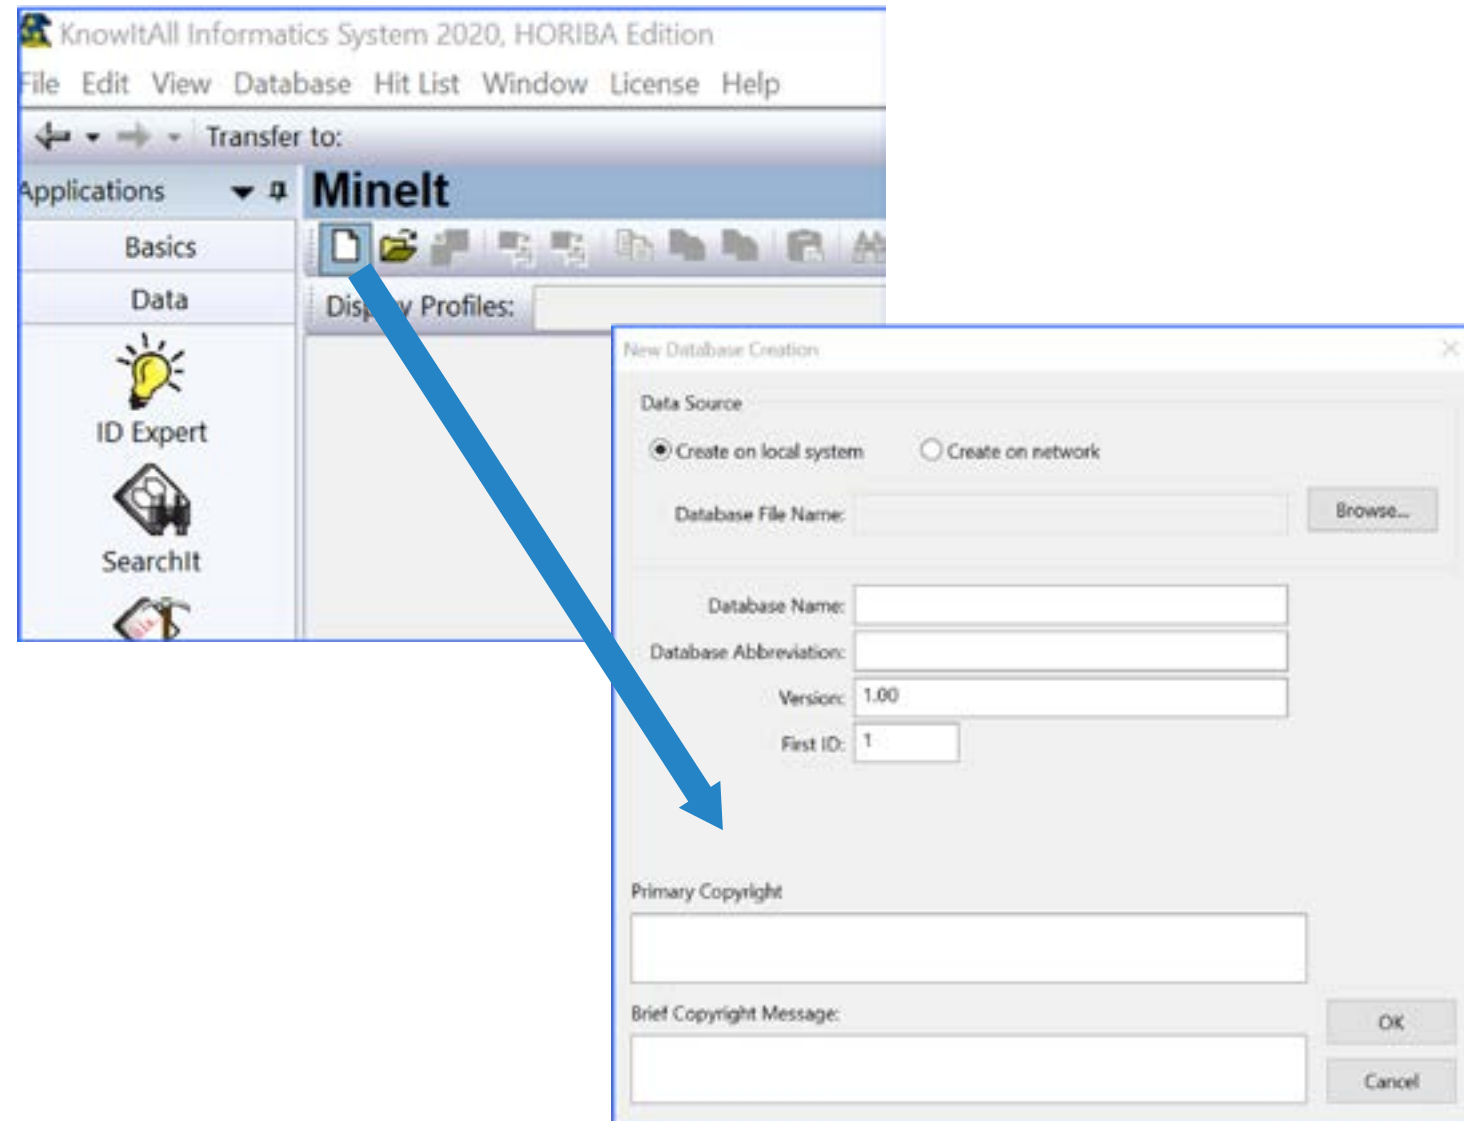 KnowItAll Informatics System 2020, HORIBA Edition
File Edit View Database Hit List Window License Help
Transfer to:
Applications
MineIt
Basics
Data
Display Profiles:
ID Expert
SearchIt
New Database Creation
Data Source
Create on local system Create on network
Database File Name: Browse...
Database Name:
Database Abbreviation:
Version: 1.00
First ID: 1
Primary Copyright
Brief Copyright Message:
OK
Cancel